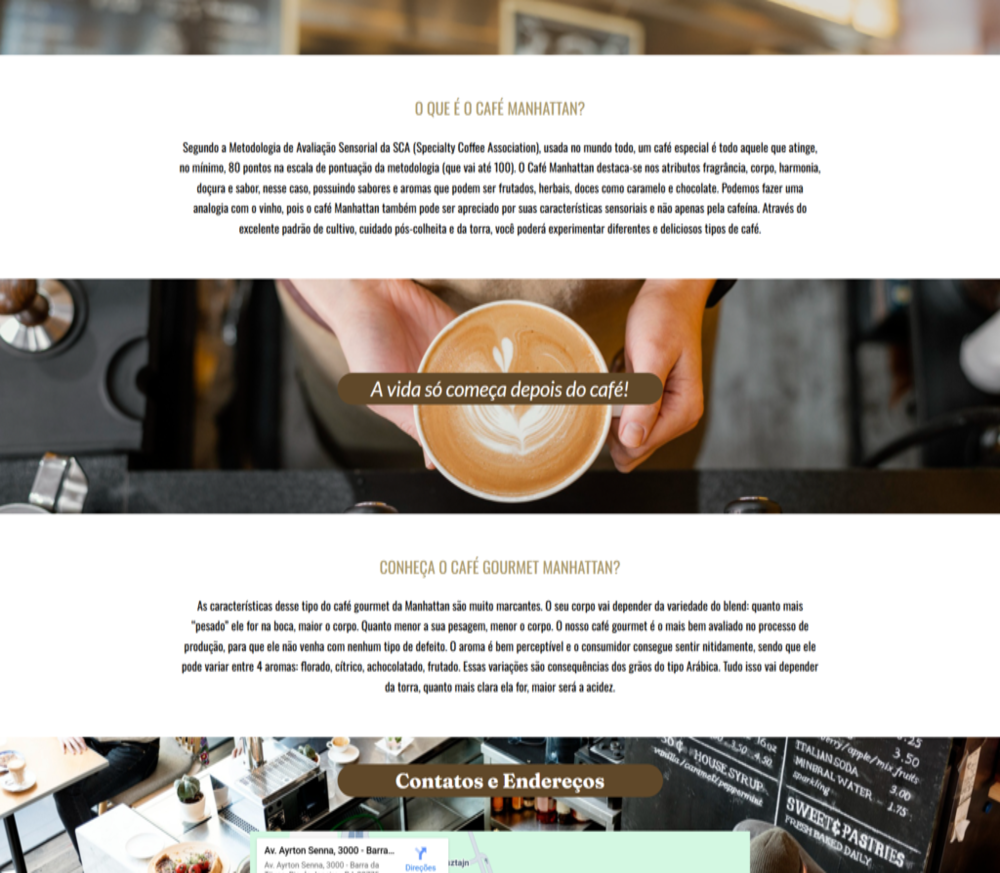 O QUE É O CAFÉ MANHATTAN?
Segundo a Metodologia de Avaliação Sensorial da SCA (Specialty Coffee Association), usada no mundo todo, um café especial é todo aquele que atinge,
no mínimo, 80 pontos na escala de pontuação da metodologia (que vai até 100). O Café Manhattan destaca-se nos atributos fragrância, corpo, harmonia,
doçura e sabor, nesse caso, possuindo sabores e aromas que podem ser frutados, herbais, doces como caramelo e chocolate. Podemos fazer uma
analogia com o vinho, pois o café Manhattan também pode ser apreciado por suas características sensoriais e não apenas pela cafeína. Através do
excelente padrão de cultivo, cuidado pós-colheita e da torra, você poderá experimentar diferentes e deliciosos tipos de café.
A vida só começa depois do café!
CONHEÇA O CAFÉ GOURMET MANHATTAN?
As características desse tipo do café gourmet da Manhattan são muito marcantes. O seu corpo vai depender da variedade do blend: quanto mais
"pesado" ele for na boca, maior o corpo. Quanto menor a sua pesagem, menor o corpo. O nosso café gourmet é o mais bem avaliado no processo de
produção, para que ele não venha com nenhum tipo de defeito. O aroma é bem perceptível e o consumidor consegue sentir nitidamente, sendo que ele
pode variar entre 4 aromas: florado, cítrico, achocolatado, frutado. Essas variações são consequências dos grãos do tipo Arábica. Tudo isso vai depender
da torra, quanto mais clara ela for, maior será a acidez.
Contatos e Endereços
16oz
3.50 4.50
HOUSE SYRUP
vanilla/caramel/peppermint
berry/apple/mix fruits
3.50
ITALIAN SODA
MINERAL WATER 3.00
sparkling 1.75
SWEET & PASTRIES
FRESH BAKED DAILY
Av. Ayrton Senna, 3000 - Barra...
Av. Ayrton Senna, 3000 - Barra da
Direções
ztajn